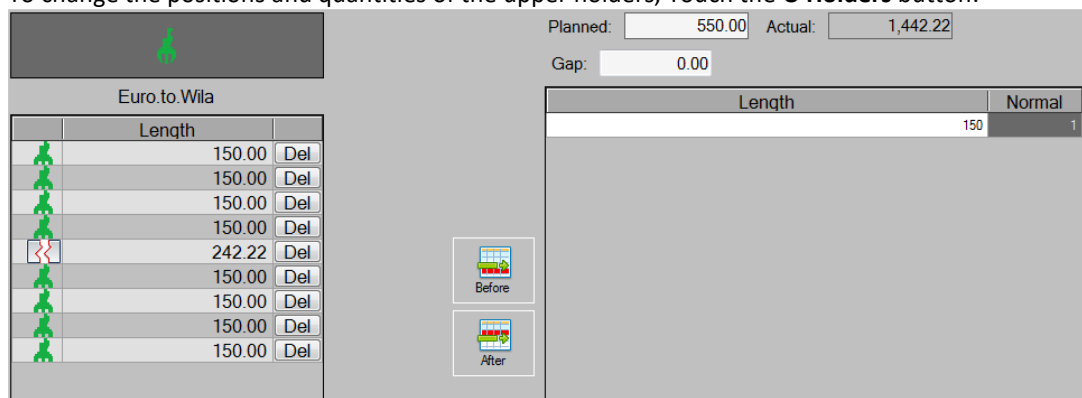 To change the positions and quantities of the upper holders, Touch the U Holders button.
Planned: 550.00 Actual: 1,442.22
Gap: 0.00
Euro.to.Wila
Length Normal
150 1
Length
150.00 Del
150.00 Del
150.00 Del
150.00 Del
242.22 Del
150.00 Del
150.00 Del
150.00 Del
150.00 Del
Before
After